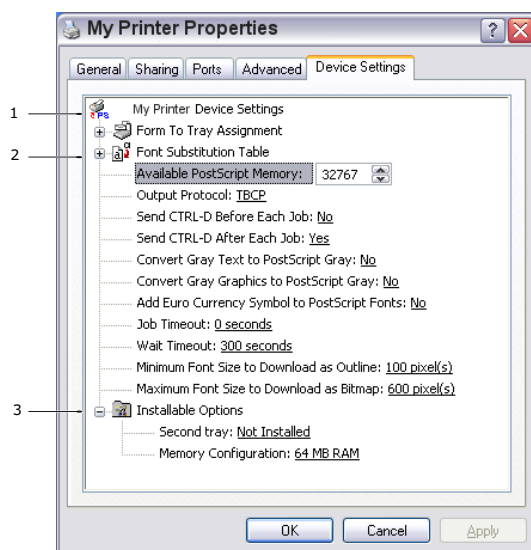 My Printer Properties
?
General Sharing Ports Advanced Device Settings
1
PS My Printer Device Settings
Form To Tray Assignment
2
a Font Substitution Table
Available PostScript Memory: 32767
Output Protocol: TBCP
Send CTRL-D Before Each Job: No
Send CTRL-D After Each Job: Yes
Convert Gray Text to PostScript Gray: No
Convert Gray Graphics to PostScript Gray: No
Add Euro Currency Symbol to PostScript Fonts: No
Job Timeout: 0 seconds
Wait Timeout: 300 seconds
Minimum Font Size to Download as Outline: 100 pixel(s)
Maximum Font Size to Download as Bitmap: 600 pixel(s)
3
Installable Options
Second tray: Not Installed
Memory Configuration: 64 MB RAM
OK Cancel Apply